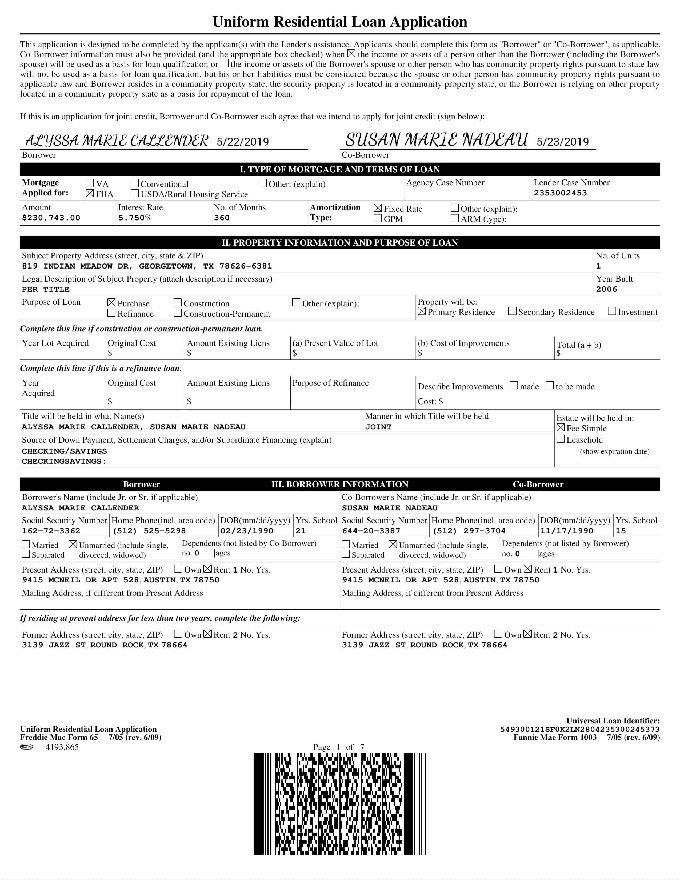 Uniform Residential Loan Application
This application is designed to be completed by the applicant(s) with the Lender's assistance. Applicants should complete this form as "Borrower" or "Co-Borrower", as applicable.
Co-Borrower information must also be provided (and the appropriate box checked) when ☒ the income or assets of a person other than the Borrower (including the Borrower's
spouse) will be used as a basis for loan qualification or ☐ the income or assets of the Borrower's spouse or other person who has community property rights pursuant to state law
will not be used as a basis for loan qualification, but his or her liabilities must be considered because the spouse or other person has community property rights pursuant to
applicable law and Borrower resides in a community property state, the security property is located in a community property state, or the Borrower is relying on other property
located in a community property state as a basis for repayment of the loan.
If this is an application for joint credit, Borrower and Co-Borrower each agree that we intend to apply for joint credit (sign below):
ALYSSA MARIE CALLENDER 5/22/2019 SUSAN MARIE NADEAU 5/23/2019
Borrower Co-Borrower
I. TYPE OF MORTGAGE AND TERMS OF LOAN
Mortgage ☐ VA ☐ Conventional ☐ Other: (explain) Agency Case Number Lender Case Number
Applied for: ☒ FHA ☐ USDA/Rural Housing Service 2353002453
Amount Interest Rate No. of Months Amortization ☒ Fixed Rate ☐ Other (explain):
$230,743.00 5.750% 360 Type: ☐ GPM ☐ ARM (type):
II. PROPERTY INFORMATION AND PURPOSE OF LOAN
Subject Property Address (street, city, state & ZIP) No. of Units
819 INDIAN MEADOW DR, GEORGETOWN, TX 78626-6381 1
Legal Description of Subject Property (attach description if necessary) Year Built
PER TITLE 2006
Purpose of Loan ☒ Purchase ☐ Construction ☐ Other (explain): Property will be:
☐ Refinance ☐ Construction-Permanent ☒ Primary Residence ☐ Secondary Residence ☐ Investment
Complete this line if construction or construction-permanent loan.
Year Lot Acquired Original Cost Amount Existing Liens (a) Present Value of Lot (b) Cost of Improvements Total (a + b)
$ $ $ $ $
Complete this line if this is a refinance loan.
Year Original Cost Amount Existing Liens Purpose of Refinance Describe Improvements ☐ made ☐ to be made
Acquired
$ $ Cost: $
Title will be held in what Name(s) Manner in which Title will be held Estate will be held in:
ALYSSA MARIE CALLENDER, SUSAN MARIE NADEAU JOINT ☒ Fee Simple
Source of Down Payment, Settlement Charges, and/or Subordinate Financing (explain) ☐ Leasehold
CHECKING/SAVINGS (show expiration date)
CHECKINGSAVINGS:
Borrower III. BORROWER INFORMATION Co-Borrower
Borrower's Name (include Jr. or Sr. if applicable) Co-Borrower's Name (include Jr. or Sr. if applicable)
ALYSSA MARIE CALLENDER SUSAN MARIE NADEAU
Social Security Number Home Phone(incl. area code) DOB(mm/dd/yyyy) Yrs. School Social Security Number Home Phone(incl. area code) DOB(mm/dd/yyyy) Yrs. School
162-72-3362 (512) 525-5298 02/23/1990 21 644-20-3387 (512) 297-3704 11/17/1990 15
☐ Married ☒ Unmarried (include single, Dependents (not listed by Co-Borrower) ☐ Married ☒ Unmarried (include single, Dependents (not listed by Borrower)
☐ Separated divorced, widowed) no. 0 ages ☐ Separated divorced, widowed) no. 0 ages
Present Address (street, city, state, ZIP) ☐ Own ☒ Rent 1 No. Yrs. Present Address (street, city, state, ZIP) ☐ Own ☒ Rent 1 No. Yrs.
9415 MCNEIL DR APT 528,AUSTIN,TX 78750 9415 MCNEIL DR APT 528,AUSTIN,TX 78750
Mailing Address, if different from Present Address Mailing Address, if different from Present Address
If residing at present address for less than two years, complete the following:
Former Address (street, city, state, ZIP) ☐ Own ☒ Rent 2 No. Yrs. Former Address (street, city, state, ZIP) ☐ Own ☒ Rent 2 No. Yrs.
3139 JAZZ ST,ROUND ROCK,TX 78664 3139 JAZZ ST,ROUND ROCK,TX 78664
Universal Loan Identifier:
Uniform Residential Loan Application 5493001218F0K2LN2804235300245373
Freddie Mac Form 65 7/05 (rev. 6/09) Fannie Mae Form 1003 7/05 (rev. 6/09)
4193.865 Page 1 of 7